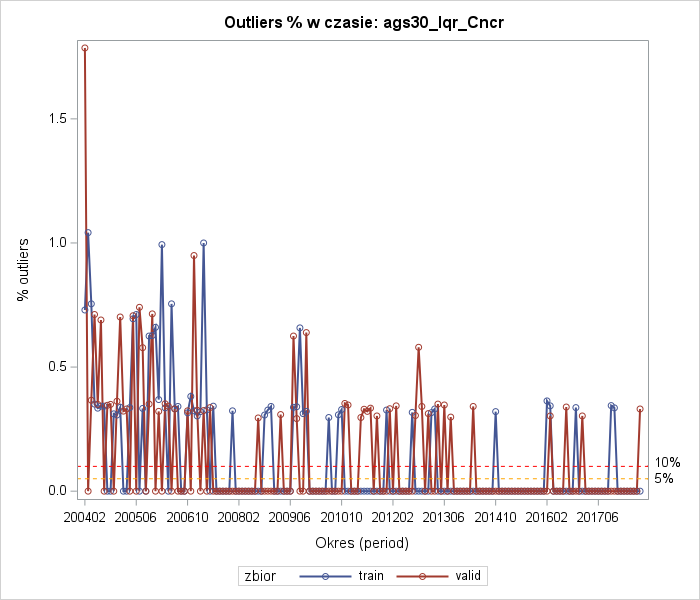 Outliers % w czasie: ags30_Iqr_Cncr
% outliers
1.5
1.0
0.5
0.0
10%
5%
200402 200506 200610 200802 200906 201010 201202 201306 201410 201602 201706
Okres (period)
zbior train valid